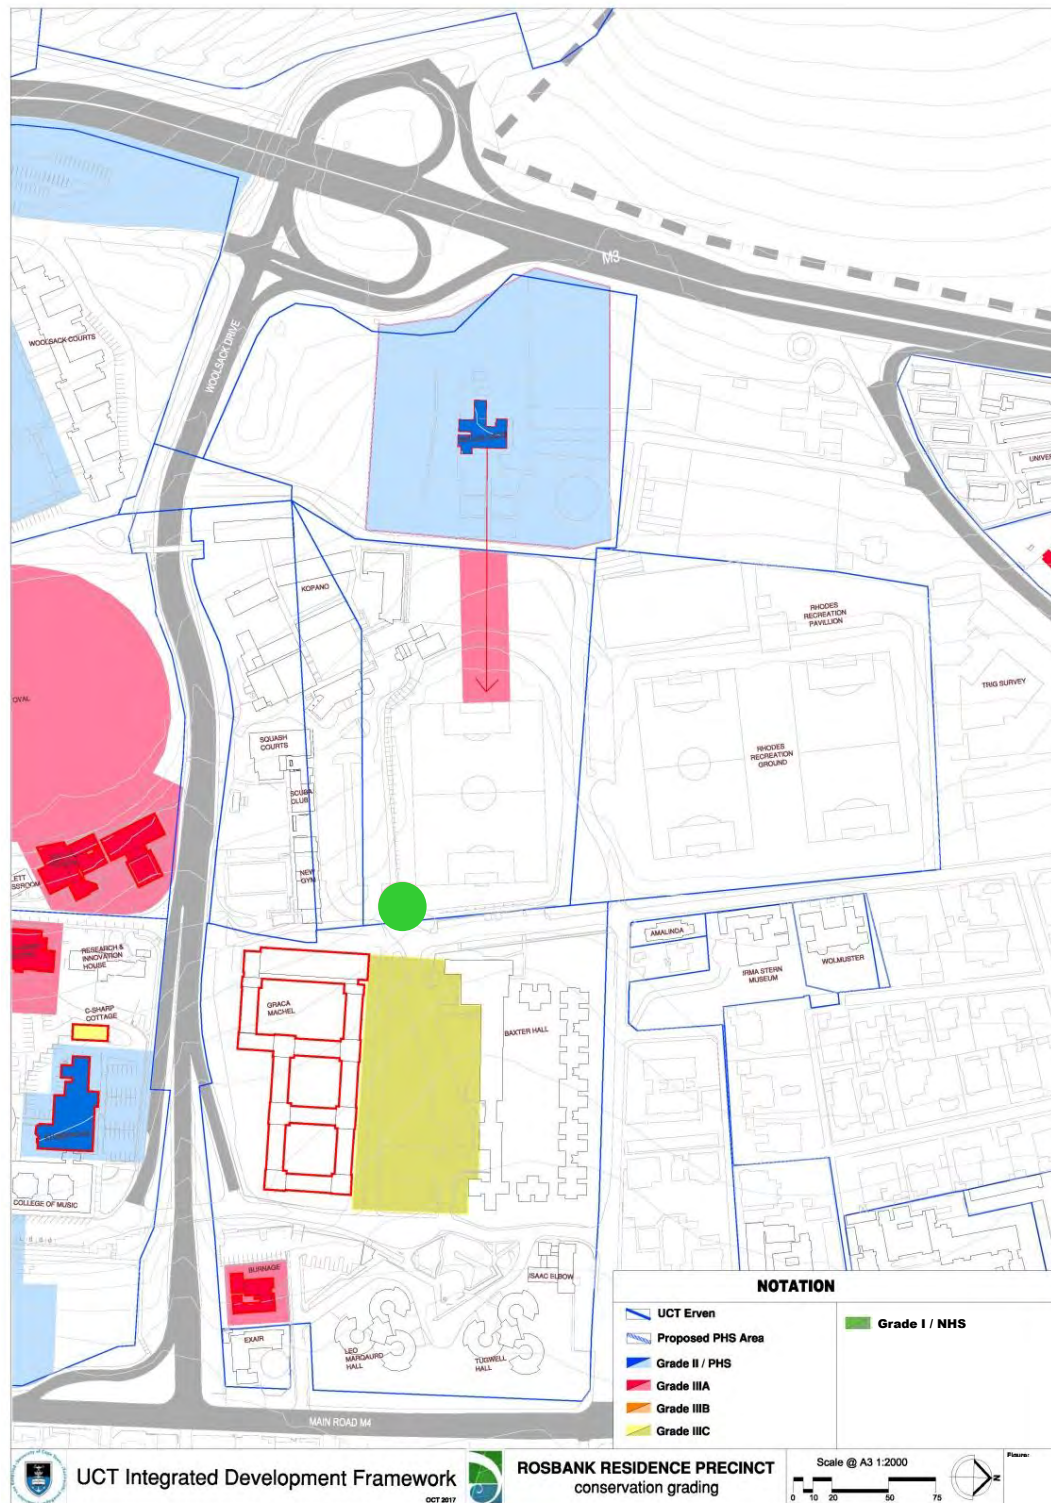 M3
WOOLSACK DRIVE
WOOLSACK COURTS
KOPANO
RHODES
RECREATION
PAVILLION
TRIG SURVEY
OVAL
SQUASH
COURTS
RHODES
RECREATION
GROUND
SCUBA
CLUB
NEW
GYM
RESEARCH &
INNOVATION
HOUSE
C-SHARP
COTTAGE
AMALINDA
IRMA STERN
MUSEUM
WOLMUSTER
GRACA
MACHEL
BAXTER HALL
COLLEGE OF MUSIC
BURNAGE
ISAAC ELBOW
EXAIR
LEO
MARQAURD
HALL
TUGWELL
HALL
MAIN ROAD M4
NOTATION
UCT Erven
Proposed PHS Area
Grade II / PHS
Grade IIIA
Grade IIIB
Grade IIIC
Grade I / NHS
UCT Integrated Development Framework
OCT 2017
ROSBANK RESIDENCE PRECINCT
conservation grading
Scale @ A3 1:2000
0 10 20 50 75
N
Figure: